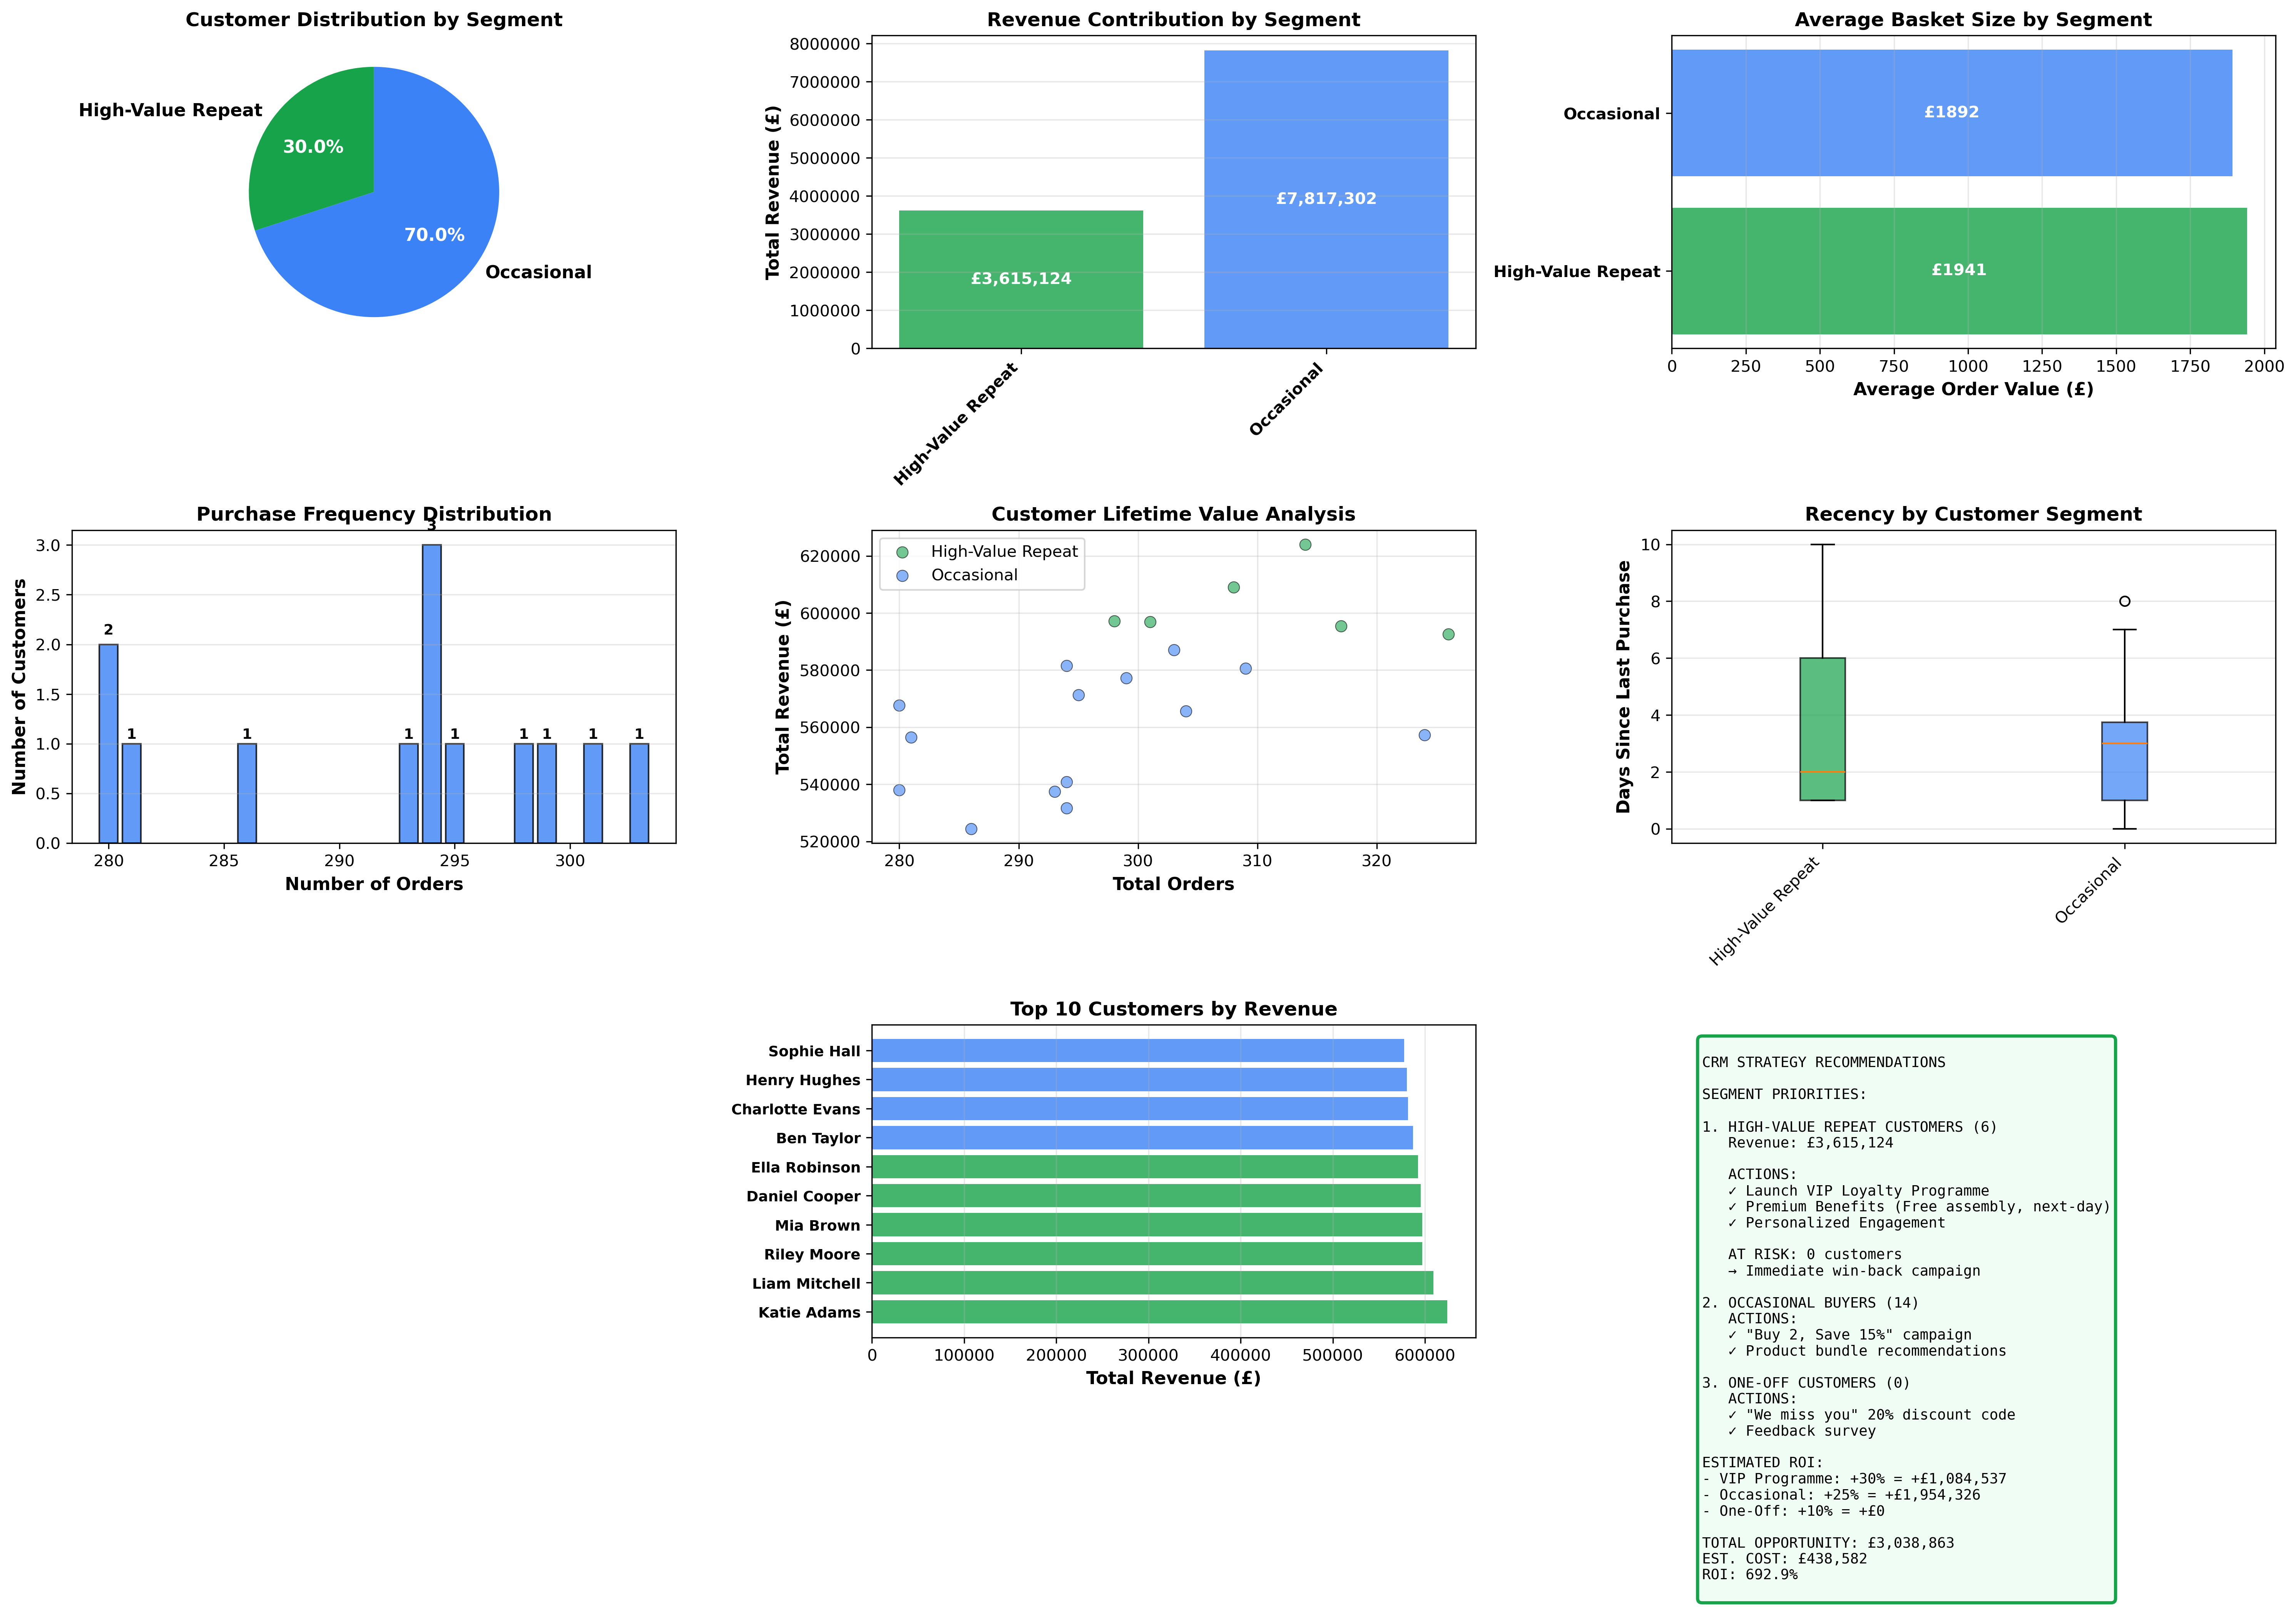 Customer Distribution by Segment
High-Value Repeat
30.0%
70.0%
Occasional
Revenue Contribution by Segment
Total Revenue (£)
8000000
7000000
6000000
5000000
4000000
3000000
2000000
1000000
0
£3,615,124
£7,817,302
High-Value Repeat
Occasional
Average Basket Size by Segment
Occasional
£1892
High-Value Repeat
£1941
0 250 500 750 1000 1250 1500 1750 2000
Average Order Value (£)
Purchase Frequency Distribution
Number of Customers
3.0
2.5
2.0
1.5
1.0
0.5
0.0
2 1 1 1 3 1 1 1 1 1
280 285 290 295 300
Number of Orders
Customer Lifetime Value Analysis
High-Value Repeat
Occasional
Total Revenue (£)
620000
600000
580000
560000
540000
520000
280 290 300 310 320
Total Orders
Recency by Customer Segment
Days Since Last Purchase
10
8
6
4
2
0
High-Value Repeat
Occasional
Top 10 Customers by Revenue
Sophie Hall
Henry Hughes
Charlotte Evans
Ben Taylor
Ella Robinson
Daniel Cooper
Mia Brown
Riley Moore
Liam Mitchell
Katie Adams
0 100000 200000 300000 400000 500000 600000
Total Revenue (£)
CRM STRATEGY RECOMMENDATIONS
SEGMENT PRIORITIES:
1. HIGH-VALUE REPEAT CUSTOMERS (6)
Revenue: £3,615,124
ACTIONS:
✓ Launch VIP Loyalty Programme
✓ Premium Benefits (Free assembly, next-day)
✓ Personalized Engagement
AT RISK: 0 customers
→ Immediate win-back campaign
2. OCCASIONAL BUYERS (14)
ACTIONS:
✓ "Buy 2, Save 15%" campaign
✓ Product bundle recommendations
3. ONE-OFF CUSTOMERS (0)
ACTIONS:
✓ "We miss you" 20% discount code
✓ Feedback survey
ESTIMATED ROI:
- VIP Programme: +30% = +£1,084,537
- Occasional: +25% = +£1,954,326
- One-Off: +10% = +£0
TOTAL OPPORTUNITY: £3,038,863
EST. COST: £438,582
ROI: 692.9%